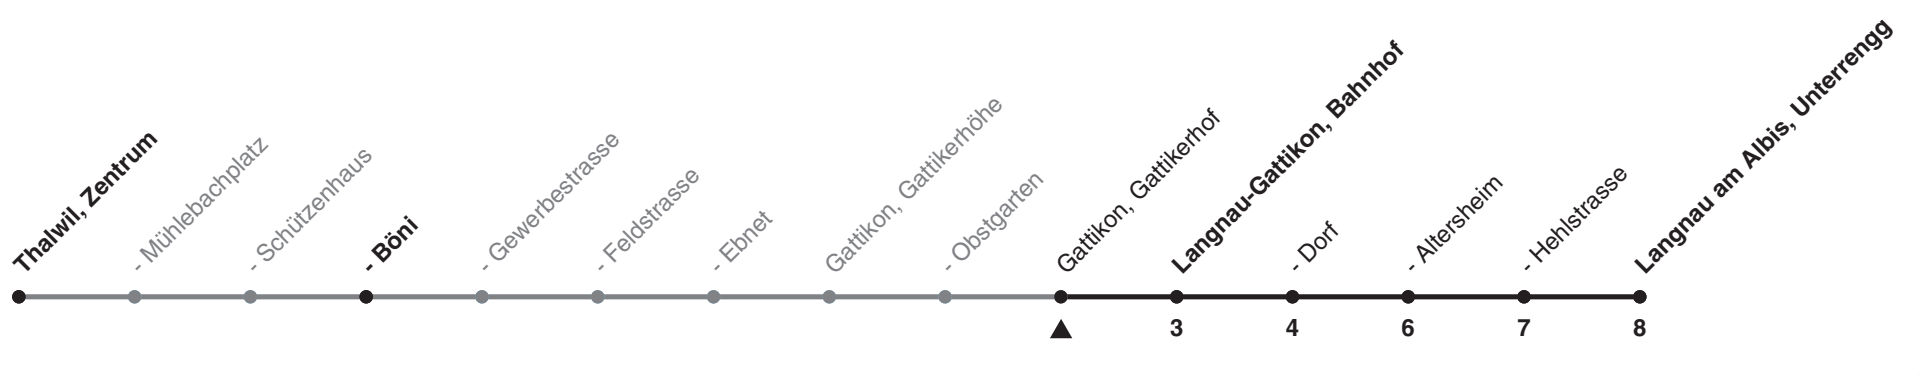 Thalwil, Zentrum
- Mühlebachplatz
- Schützenhaus
- Böni
- Gewerbestrasse
- Feldstrasse
- Ebnet
Gattikon, Gattikerhöhe
- Obstgarten
Gattikon, Gattikerhof
Langnau-Gattikon, Bahnhof
- Dorf
- Altersheim
- Hehlstrasse
Langnau am Albis, Unterrengg
3 4 6 7 8